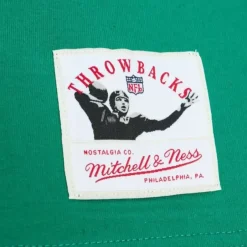 THROWBACKS
NFL
NOSTALGIA CO.
Mitchell & Ness
PHILADELPHIA, PA.